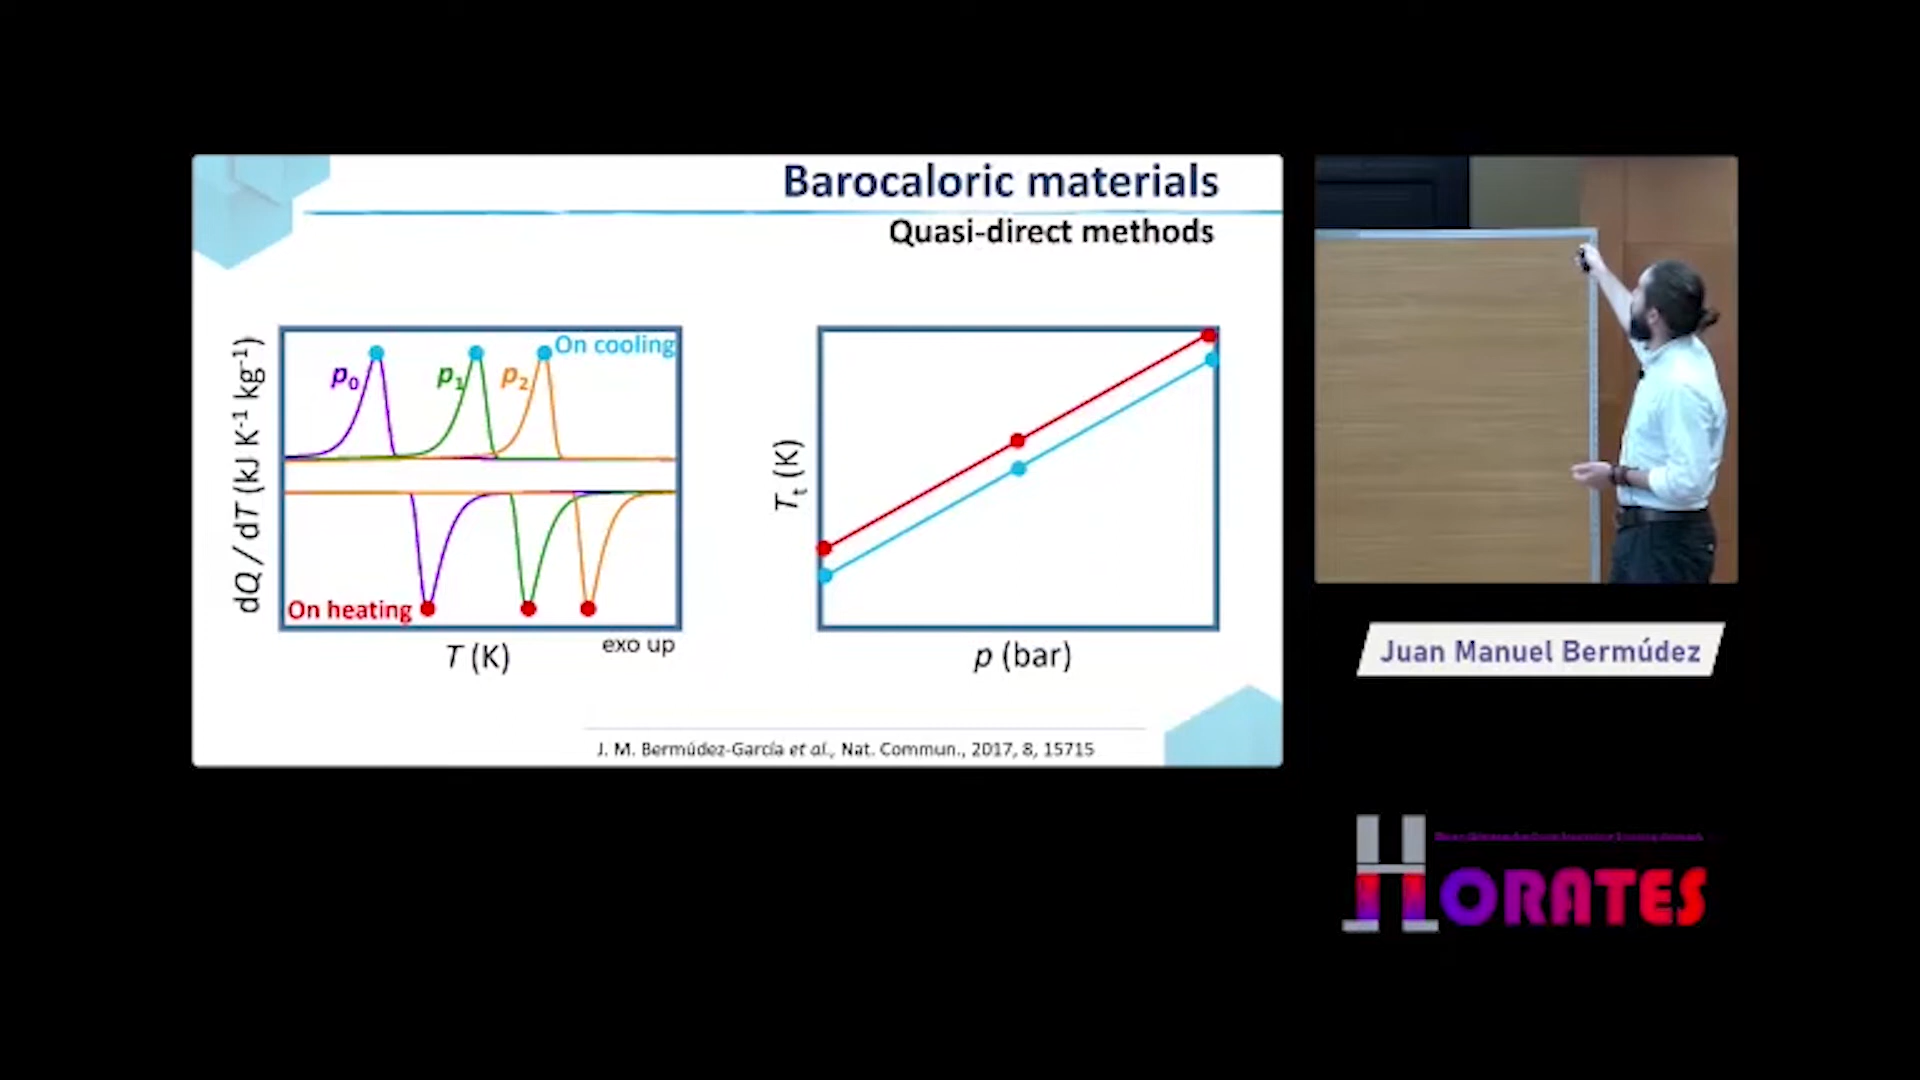 Barocaloric materials
Quasi-direct methods
dQ / dT (kJ K⁻¹ kg⁻¹)
On cooling
p₀
p₁
p₂
On heating
T (K)
exo up
Tₜ (K)
p (bar)
J. M. Bermúdez-García et al., Nat. Commun., 2017, 8, 15715
Juan Manuel Bermúdez
HORATES